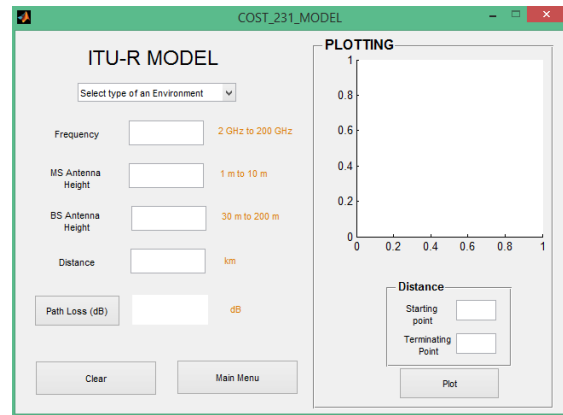 COST_231_MODEL
ITU-R MODEL
Select type of an Environment
Frequency
2 GHz to 200 GHz
MS Antenna
Height
1 m to 10 m
BS Antenna
Height
30 m to 200 m
Distance
km
Path Loss (dB)
dB
Clear
Main Menu
PLOTTING
1
0.8
0.6
0.4
0.2
0
0 0.2 0.4 0.6 0.8 1
Distance
Starting
point
Terminating
Point
Plot